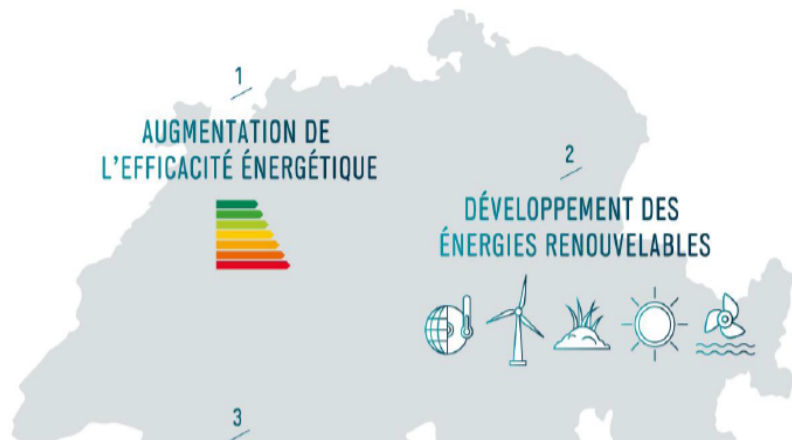 1
AUGMENTATION DE
L'EFFICACITÉ ÉNERGÉTIQUE
2
DÉVELOPPEMENT DES
ÉNERGIES RENOUVELABLES
3